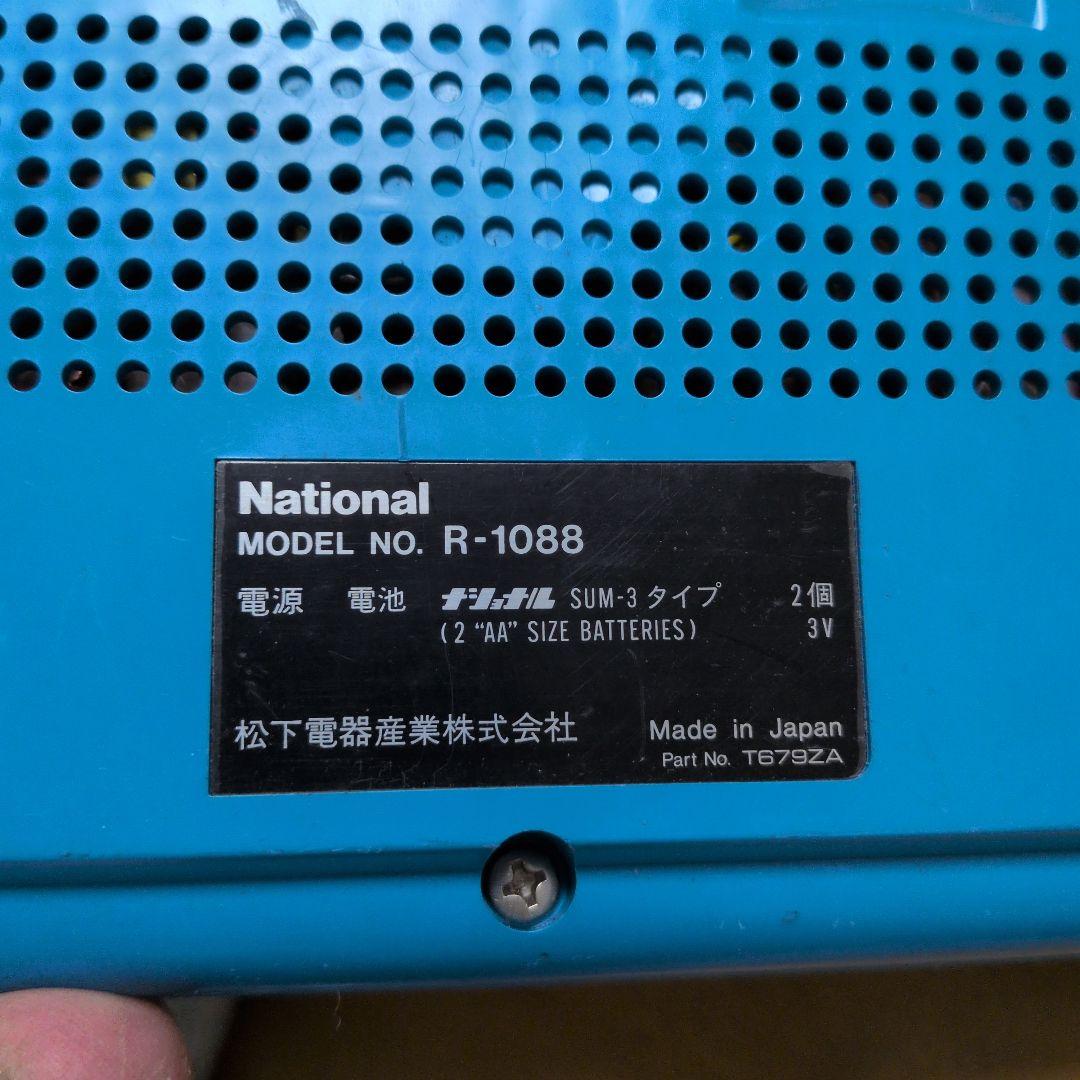 National
MODEL NO. R-1088
電源 電池 ナショナル SUM-3 タイプ 2個
(2 "AA" SIZE BATTERIES) 3V
松下電器産業株式会社 Made in Japan
Part No. T679ZA